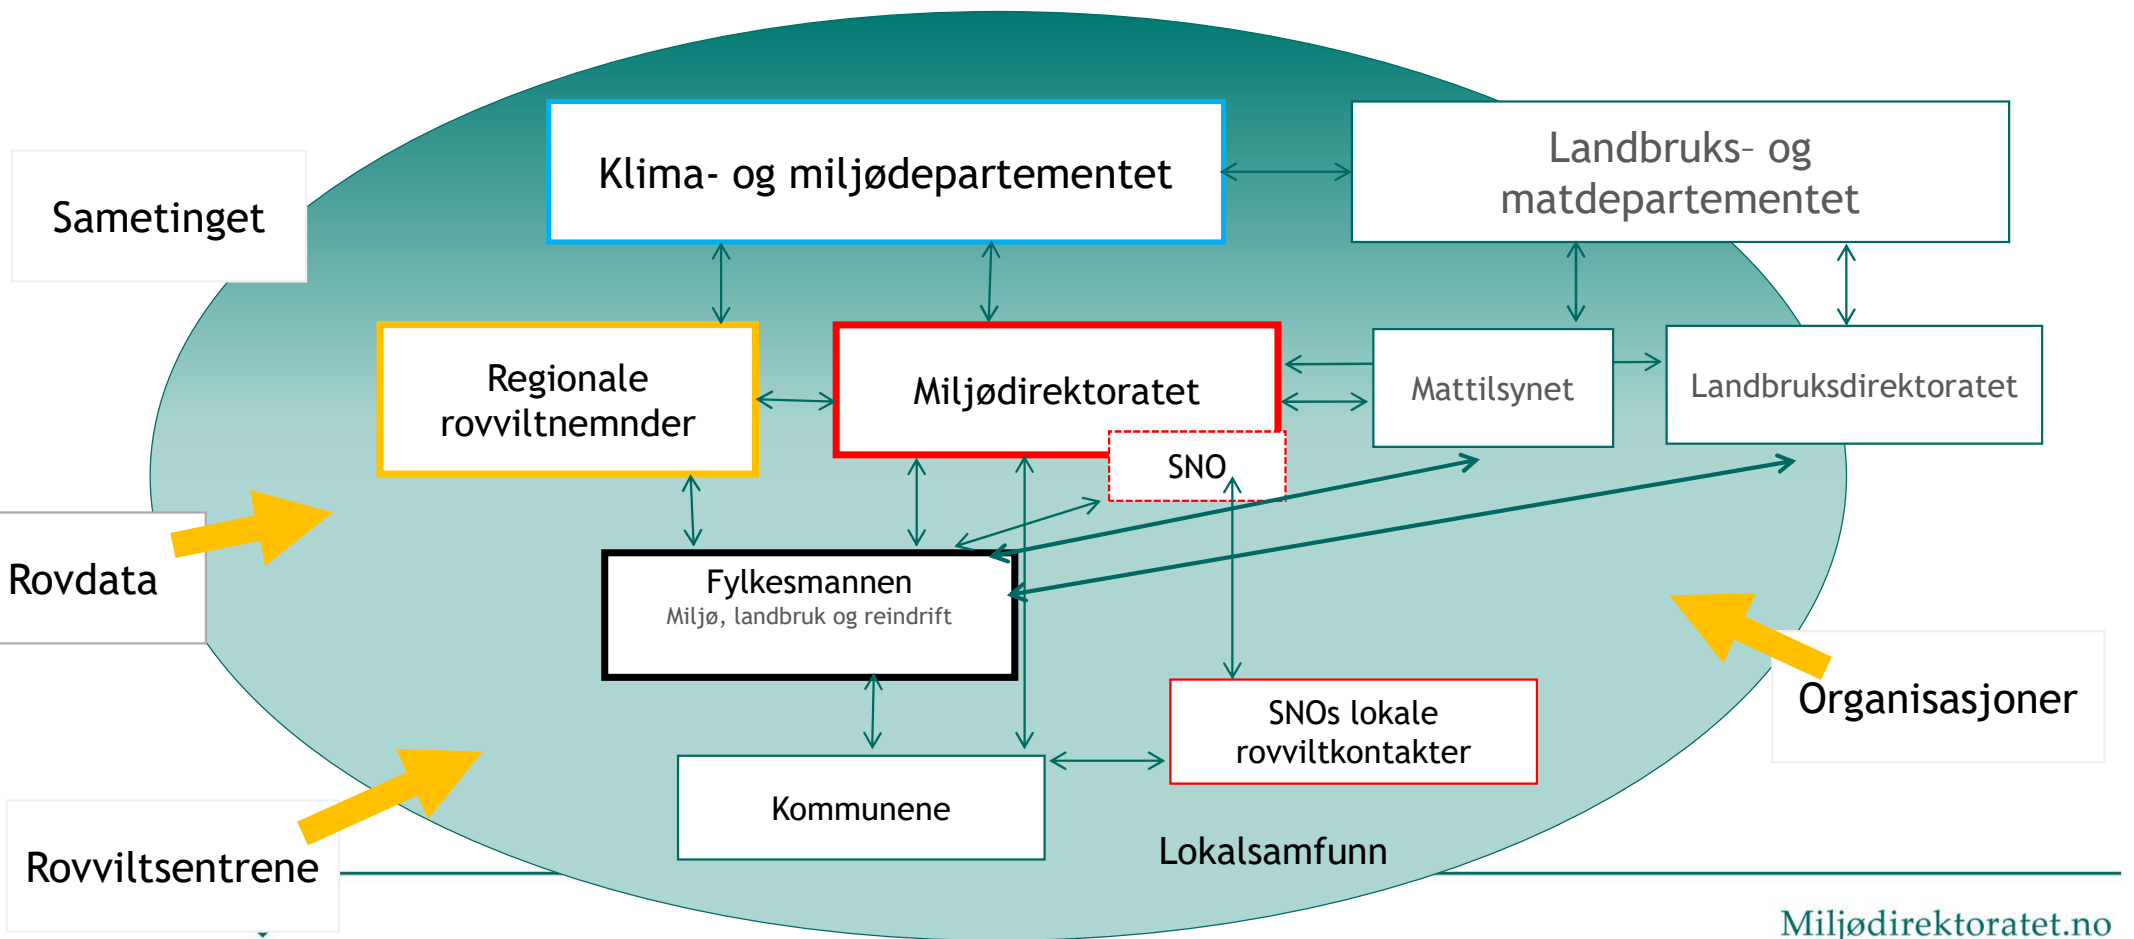 Klima- og miljødepartementet
Landbruks- og
matdepartementet
Sametinget
Regionale
rovviltnemnder
Miljødirektoratet
SNO
Mattilsynet
Landbruksdirektoratet
Rovdata
Fylkesmannen
Miljø, landbruk og reindrift
SNOs lokale
rovviltkontakter
Organisasjoner
Kommunene
Lokalsamfunn
Rovviltsentrene
Miljødirektoratet.no